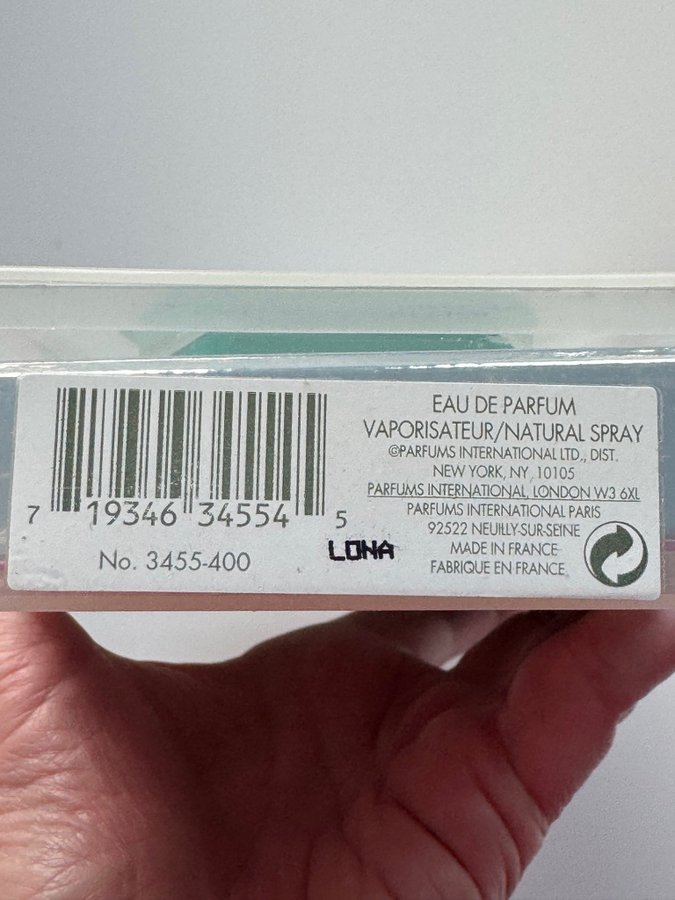 7 19346 34554 5
No. 3455-400
LONA
EAU DE PARFUM
VAPORISATEUR/NATURAL SPRAY
©PARFUMS INTERNATIONAL LTD., DIST.
NEW YORK, NY, 10105
PARFUMS INTERNATIONAL, LONDON W3 6XL
PARFUMS INTERNATIONAL PARIS
92522 NEUILLY-SUR-SEINE
MADE IN FRANCE
FABRIQUE EN FRANCE